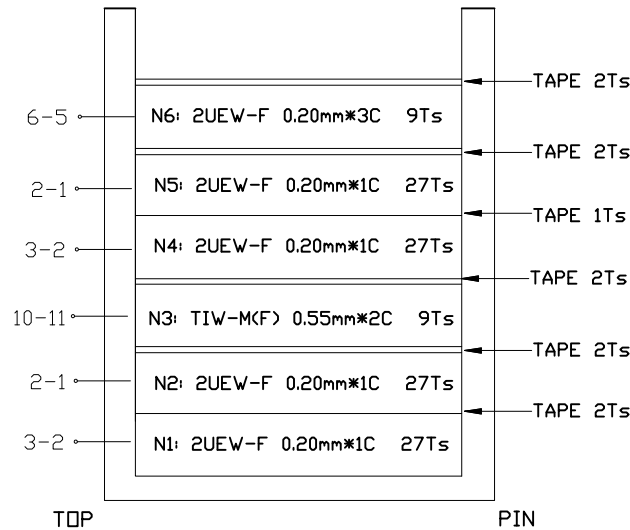 TAPE 2Ts
6-5 N6: 2UEW-F 0.20mm*3C 9Ts
TAPE 2Ts
2-1 N5: 2UEW-F 0.20mm*1C 27Ts
TAPE 1Ts
3-2 N4: 2UEW-F 0.20mm*1C 27Ts
TAPE 2Ts
10-11 N3: TIW-M(F) 0.55mm*2C 9Ts
TAPE 2Ts
2-1 N2: 2UEW-F 0.20mm*1C 27Ts
TAPE 2Ts
3-2 N1: 2UEW-F 0.20mm*1C 27Ts
TOP PIN